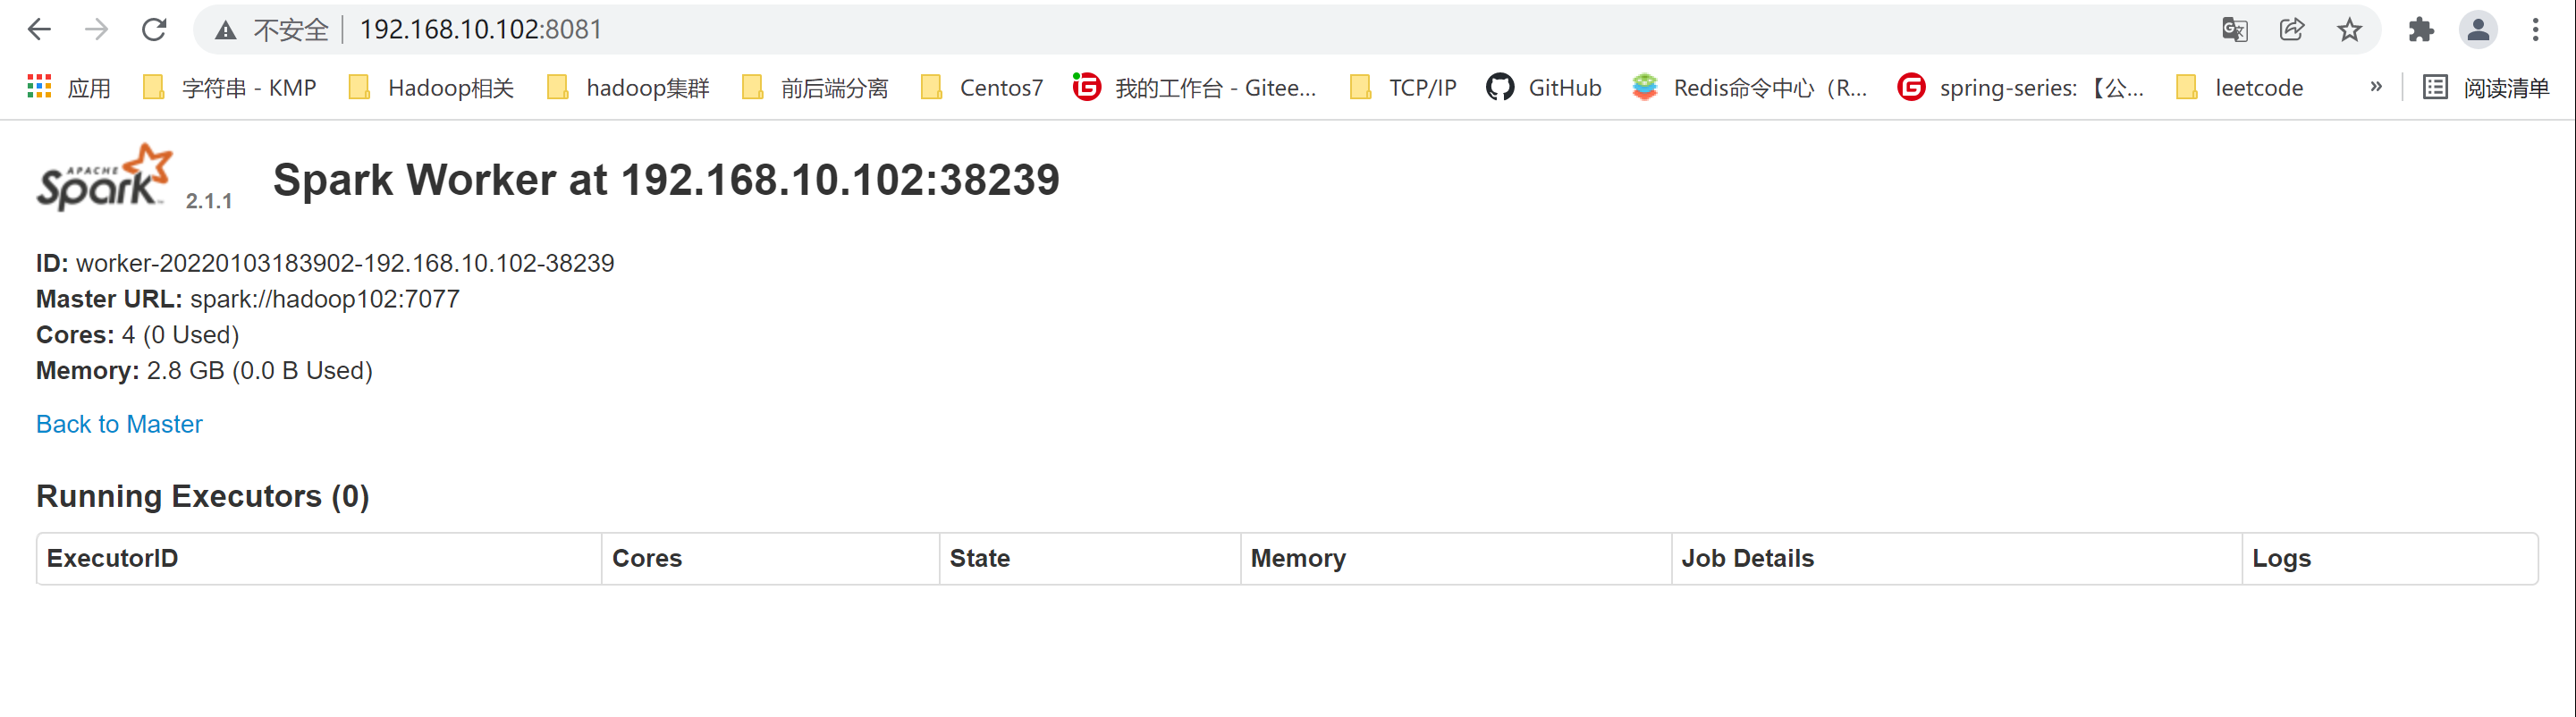 不安全 192.168.10.102:8081
应用 字符串 - KMP Hadoop相关 hadoop集群 前后端分离 Centos7 我的工作台 - Gitee... TCP/IP GitHub Redis命令中心（R... spring-series: 【公... leetcode » 阅读清单
APACHE Spark™ 2.1.1 Spark Worker at 192.168.10.102:38239
ID: worker-20220103183902-192.168.10.102-38239
Master URL: spark://hadoop102:7077
Cores: 4 (0 Used)
Memory: 2.8 GB (0.0 B Used)
Back to Master
Running Executors (0)
ExecutorID Cores State Memory Job Details Logs